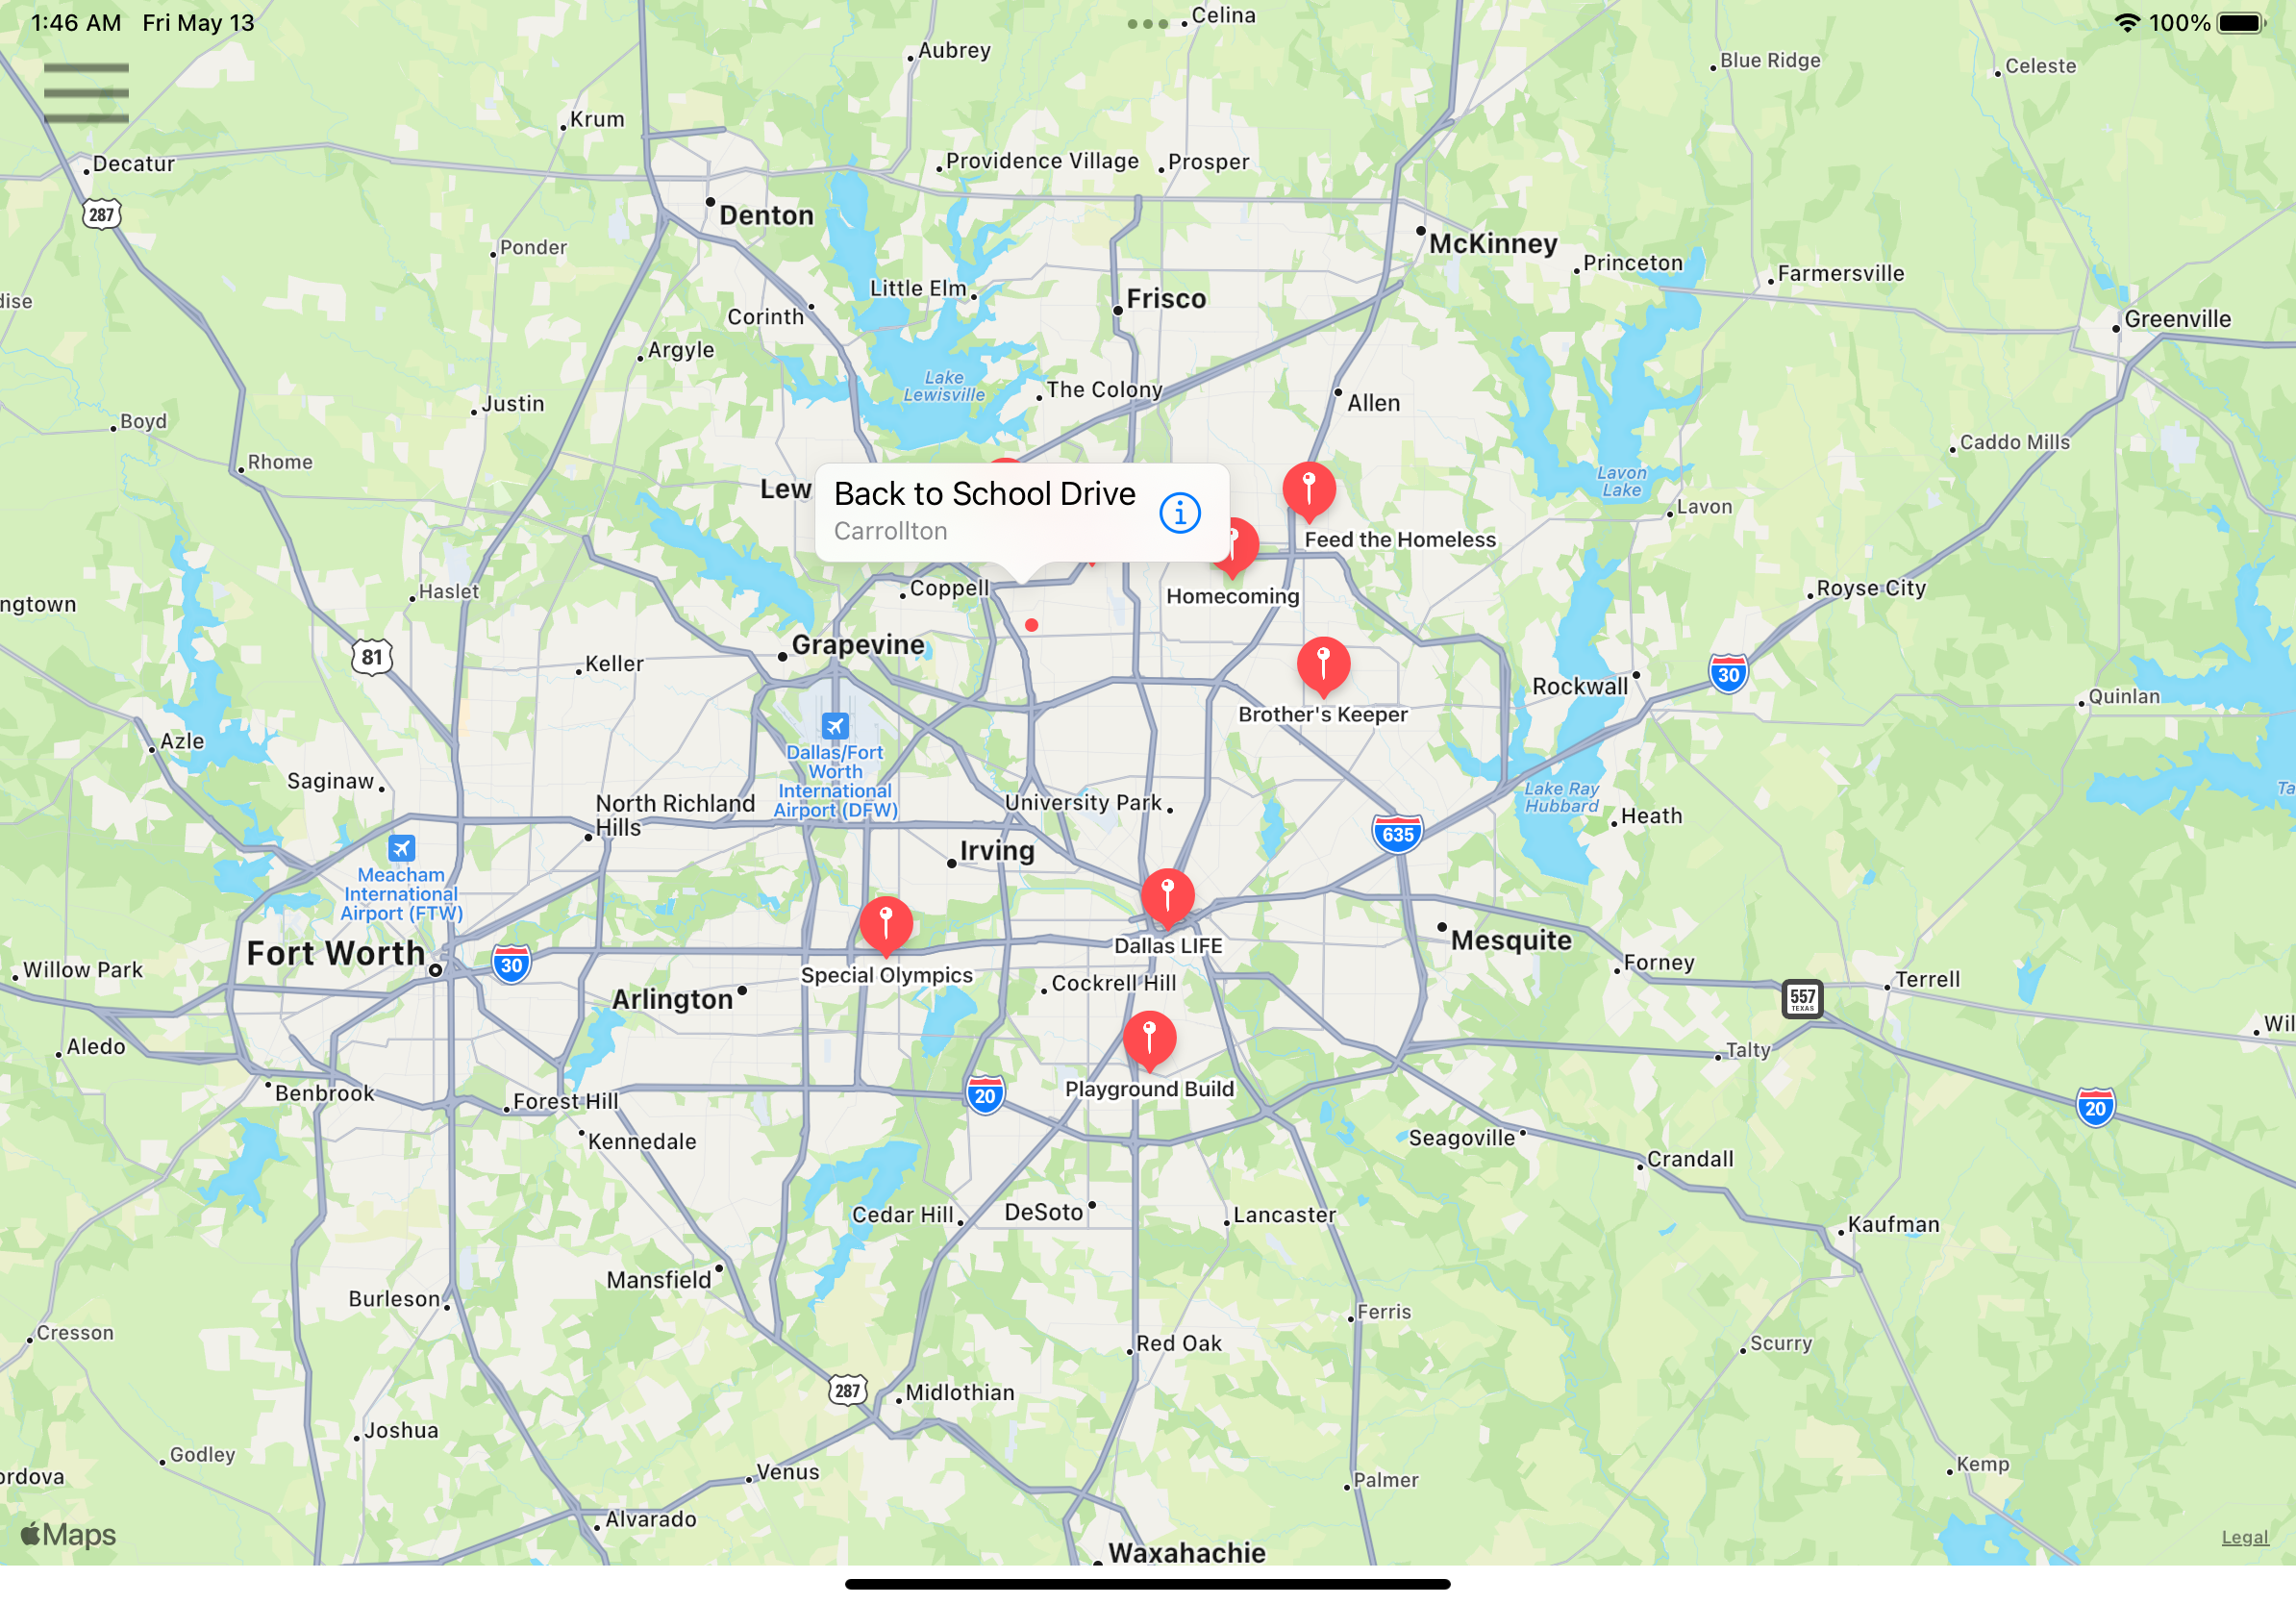 1:46 AM Fri May 13
100%
Celina
Aubrey
Blue Ridge
Celeste
Krum
Decatur
Providence Village
Prosper
287
Denton
McKinney
Ponder
Princeton
Farmersville
Little Elm
Frisco
Corinth
Greenville
Argyle
Lake
Lewisville
The Colony
Allen
Justin
Boyd
Caddo Mills
Rhome
Lavon
Lake
Lew
Back to School Drive
Carrollton
Lavon
Feed the Homeless
Haslet
Coppell
Homecoming
Royse City
ngtown
Grapevine
81
Keller
Rockwall
30
Quinlan
Brother's Keeper
Azle
Dallas/Fort
Worth
International
Airport (DFW)
Saginaw
North Richland
Hills
University Park
Lake Ray
Hubbard
Heath
635
Irving
Meacham
International
Airport (FTW)
Fort Worth
30
Dallas LIFE
Mesquite
Willow Park
Special Olympics
Cockrell Hill
Forney
Terrell
Arlington
557
TEXAS
Wil
Aledo
Talty
Benbrook
Playground Build
Forest Hill
20
20
Kennedale
Seagoville
Crandall
Cedar Hill
DeSoto
Lancaster
Kaufman
Mansfield
Burleson
Ferris
Cresson
Red Oak
Scurry
287
Midlothian
Joshua
Godley
Venus
Kemp
ordova
Palmer
Alvarado
Maps
Legal
Waxahachie